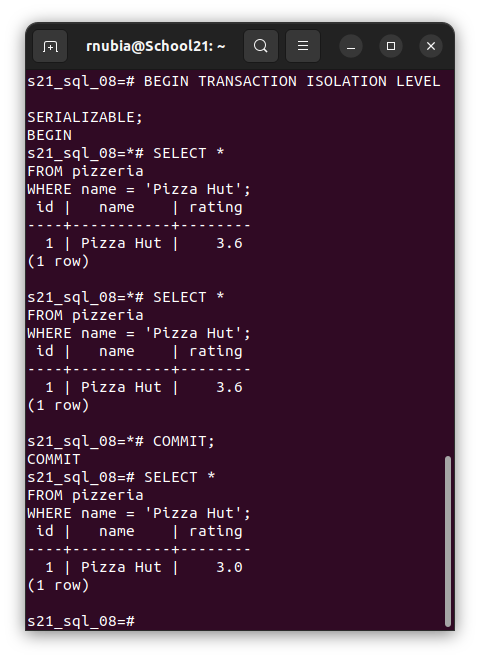 rnubia@School21: ~
s21_sql_08=# BEGIN TRANSACTION ISOLATION LEVEL
SERIALIZABLE;
BEGIN
s21_sql_08=*# SELECT *
FROM pizzeria
WHERE name = 'Pizza Hut';
 id |   name    | rating
----+-----------+--------
  1 | Pizza Hut |    3.6
(1 row)
s21_sql_08=*# SELECT *
FROM pizzeria
WHERE name = 'Pizza Hut';
 id |   name    | rating
----+-----------+--------
  1 | Pizza Hut |    3.6
(1 row)
s21_sql_08=*# COMMIT;
COMMIT
s21_sql_08=# SELECT *
FROM pizzeria
WHERE name = 'Pizza Hut';
 id |   name    | rating
----+-----------+--------
  1 | Pizza Hut |    3.0
(1 row)
s21_sql_08=#